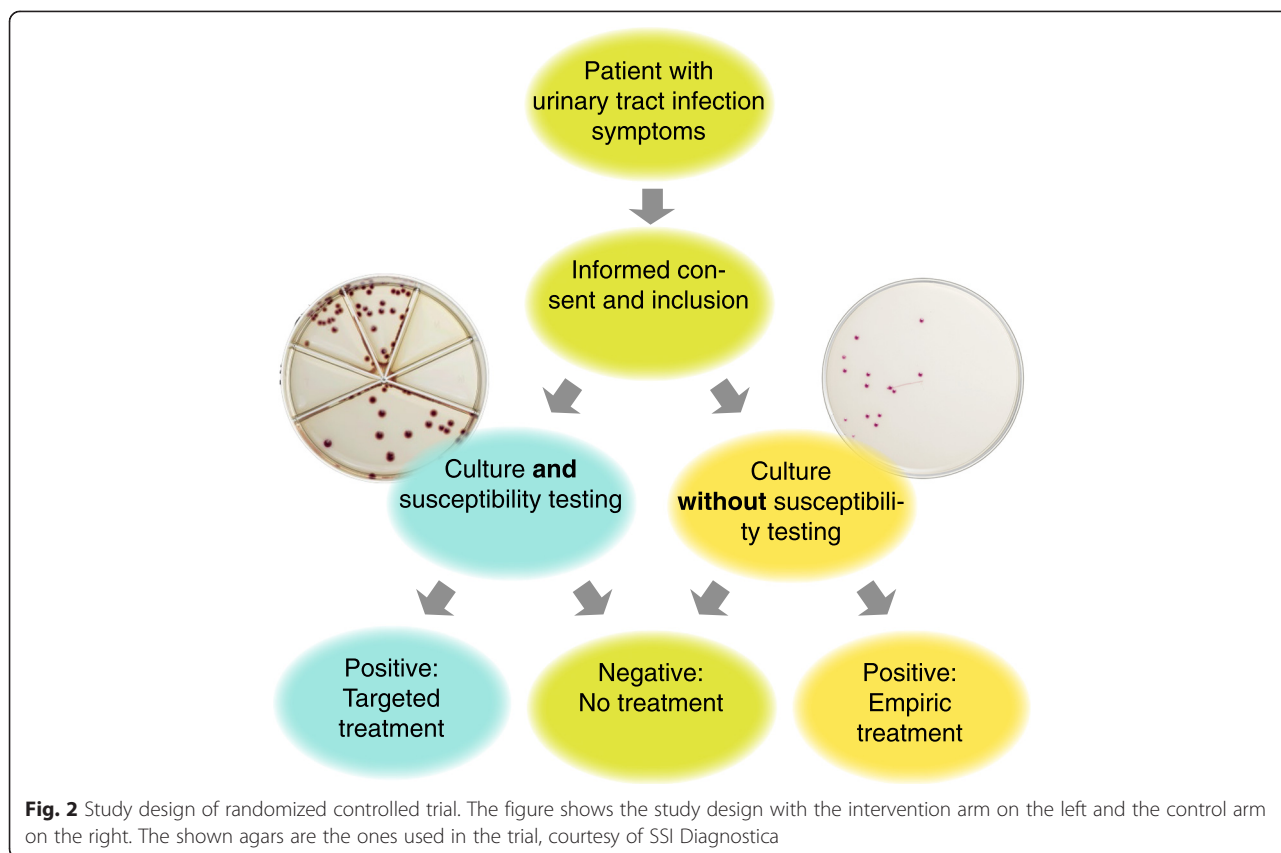 Patient with
urinary tract infection
symptoms
Informed con-
sent and inclusion
Culture and
susceptibility testing
Culture
without susceptibili-
ty testing
Positive:
Targeted
treatment
Negative:
No treatment
Positive:
Empiric
treatment
Fig. 2 Study design of randomized controlled trial. The figure shows the study design with the intervention arm on the left and the control arm
on the right. The shown agars are the ones used in the trial, courtesy of SSI Diagnostica